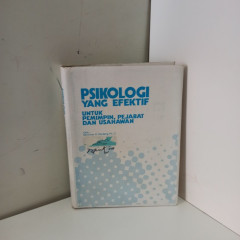 PSIKOLOGI
YANG EFEKTIF
UNTUK
PEMIMPIN, PEJABAT
DAN USAHAWAN